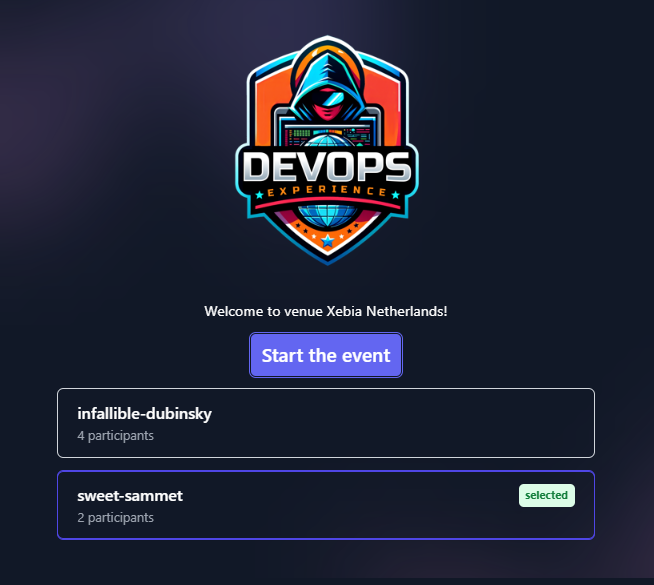 DEVOPS
EXPERIENCE
Welcome to venue Xebia Netherlands!
Start the event
infallible-dubinsky
4 participants
sweet-sammet
selected
2 participants